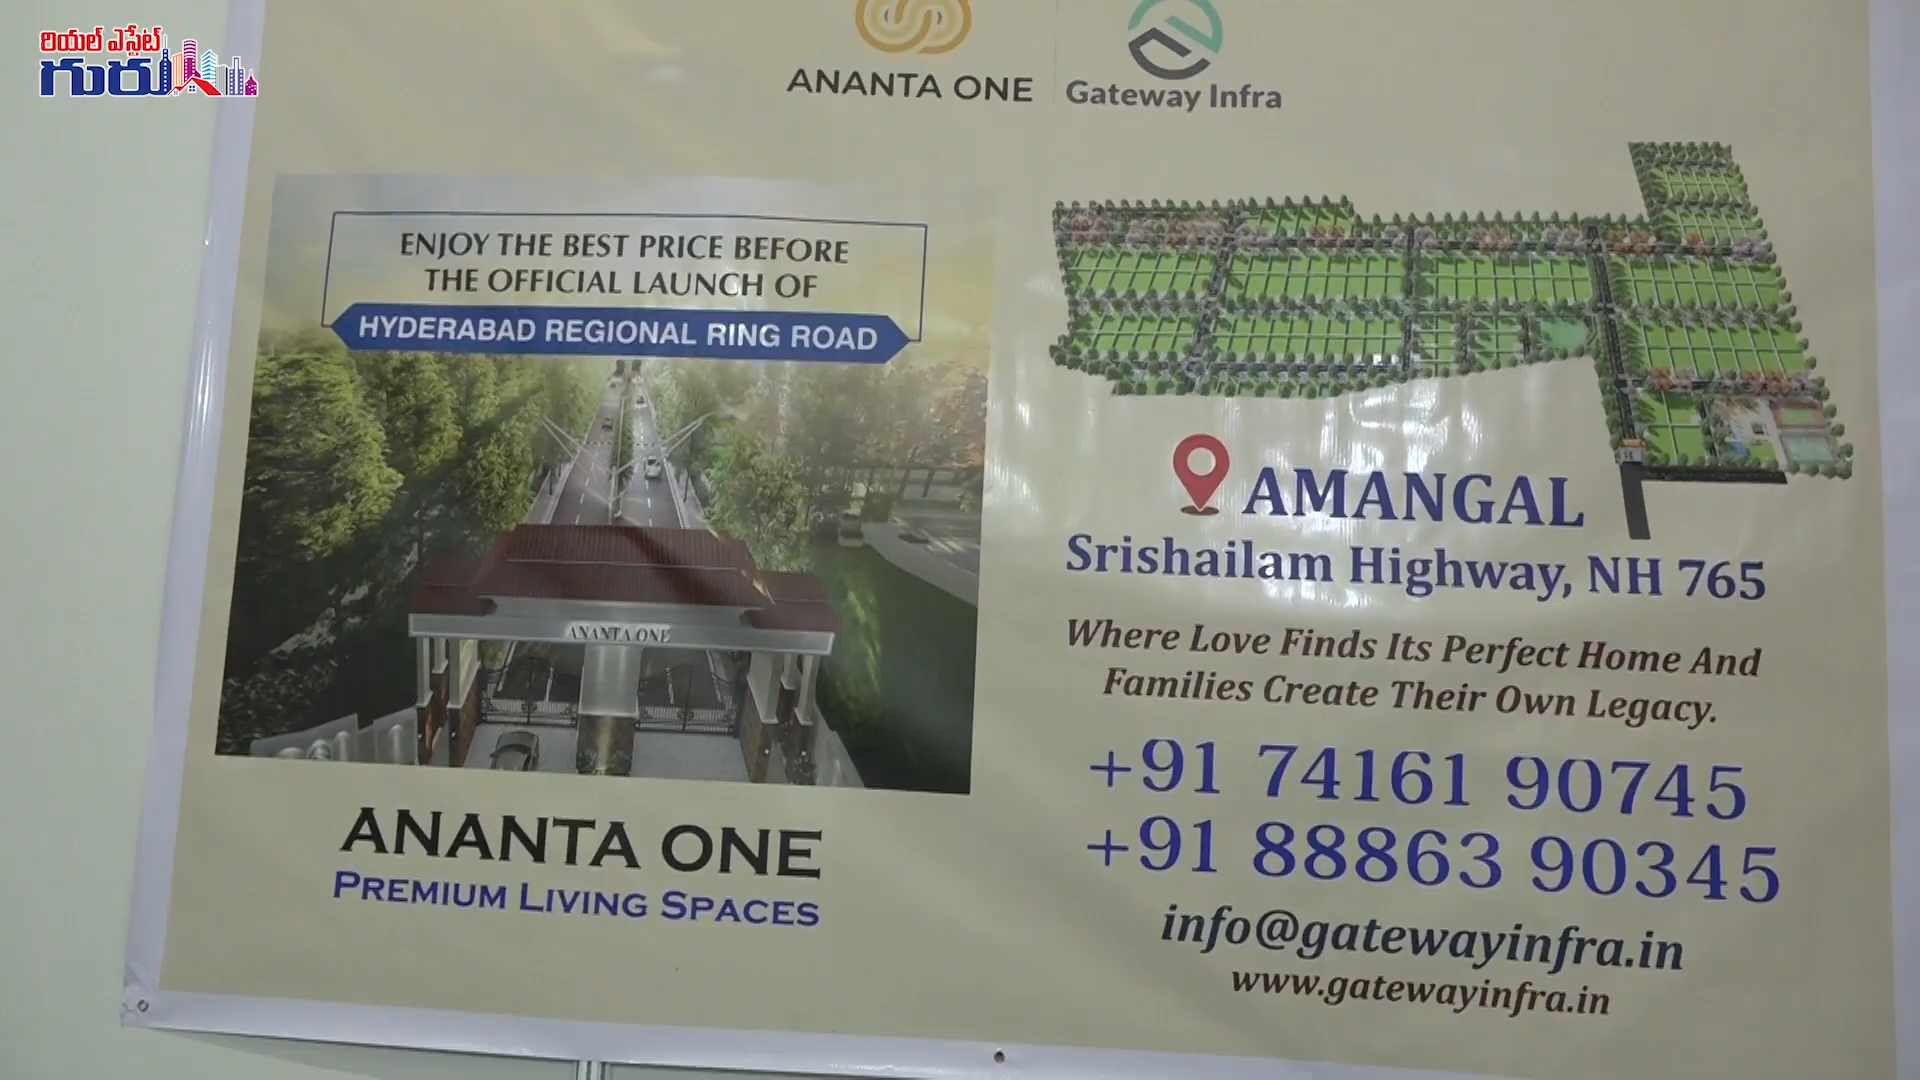 రియల్ ఎస్టేట్
గురు
ANANTA ONE
Gateway Infra
ENJOY THE BEST PRICE BEFORE
THE OFFICIAL LAUNCH OF
HYDERABAD REGIONAL RING ROAD
ANANTA ONE
ANANTA ONE
PREMIUM LIVING SPACES
AMANGAL
Srishailam Highway, NH 765
Where Love Finds Its Perfect Home And
Families Create Their Own Legacy.
+91 74161 90745
+91 88863 90345
info@gatewayinfra.in
www.gatewayinfra.in